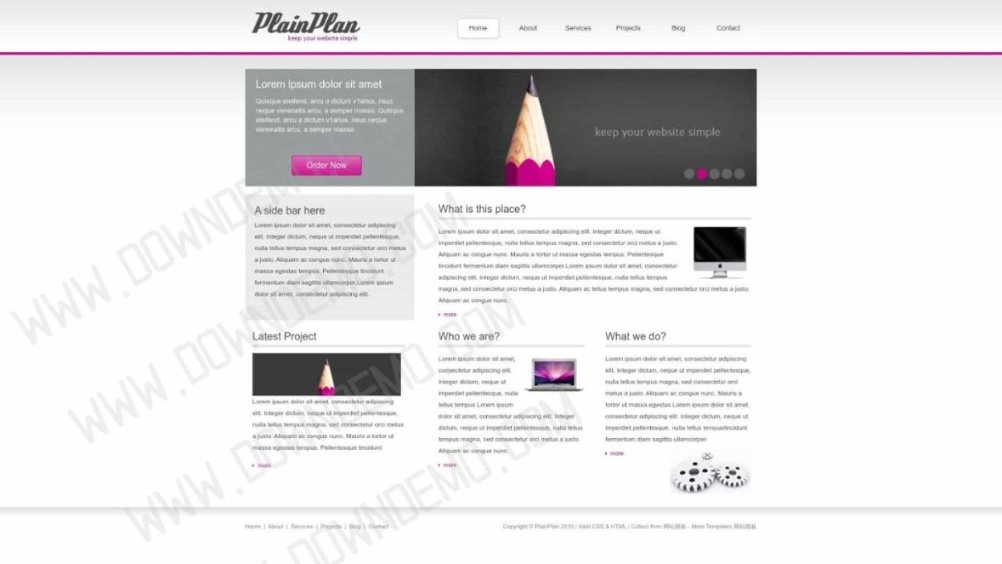 PlainPlan
keep your website simple
Home
About
Services
Projects
Blog
Contact
Lorem ipsum dolor sit amet
Quisque eleifend, arcu a dictum v1arius, risus
neque venenatis arcu, a semper massa. Quisque
eleifend, arcu a dictum v1arius, risus neque
venenatis arcu, a semper massa
Order Now
keep your website simple
A side bar here
Lorem ipsum dolor sit amet, consectetur adipiscing
elit. Integer dictum, neque ut imperdiet pellentesque,
nulla tellus tempus magna, sed consectetur orci metus
a justo. Aliquam ac congue nunc. Mauris a tortor ut
massa egestas tempus. Pellentesque tincidunt
fermentum diam sagittis ullamcorper.Lorem ipsum
dolor sit amet, consectetur adipiscing elit.
What is this place?
Lorem ipsum dolor sit amet, consectetur adipiscing elit. Integer dictum, neque ut
imperdiet pellentesque, nulla tellus tempus magna, sed consectetur orci metus a justo.
Aliquam ac congue nunc. Mauris a tortor ut massa egestas tempus. Pellentesque
tincidunt fermentum diam sagittis ullamcorper.Lorem ipsum dolor sit amet, consectetur
adipiscing elit. Integer dictum, neque ut imperdiet pellentesque, nulla tellus tempus
magna, sed consectetur orci metus a justo. Aliquam ac tellus tempus magna, sed consectetur orci metus a justo.
Aliquam ac congue nunc.
more
Latest Project
Lorem ipsum dolor sit amet, consectetur adipiscing
elit. Integer dictum, neque ut imperdiet pellentesque,
nulla tellus tempus magna, sed consectetur orci metus
a justo. Aliquam ac congue nunc. Mauris a tortor ut
massa egestas tempus. Pellentesque tincidunt
more
Who we are?
Lorem ipsum dolor sit amet,
consectetur adipiscing elit.
Integer dictum, neque ut
imperdiet pellentesque, nulla
tellus tempus Lorem ipsum
dolor sit amet, consectetur adipiscing elit. Integer
dictum, neque ut imperdiet pellentesque, nulla tellus
tempus magna, sed consectetur orci metus a justo.
Aliquam ac congue nunc.
more
What we do?
Lorem ipsum dolor sit amet, consectetur adipiscing
elit. Integer dictum, neque ut imperdiet pellentesque,
nulla tellus tempus magna, sed consectetur orci metus
a justo. Aliquam ac congue nunc. Mauris a
tortor ut massa egestas tempus magna, sed
consectetur orci metus a justo. Aliquam ac
congue nunc. Mauris a tortor ut massa egestasLorem
ipsum dolor sit amet, consectetur adipiscing elit.
Integer dictum, neque ut imperdiet pellentesque,
nulla tellus tempustincidunt
fermentum diam sagittis ullamcorper.
more
Home | About | Services | Projects | Blog | Contact
Copyright © PlainPlan 2010 | Valid CSS & HTML | Collect from 网站模板 - More Templates 网站模板
WWW.DOWNDEMO.COM
WWW.DOWNDEMO.COM
WWW.DOWNDEMO.COM
DOWNDEMO.COM